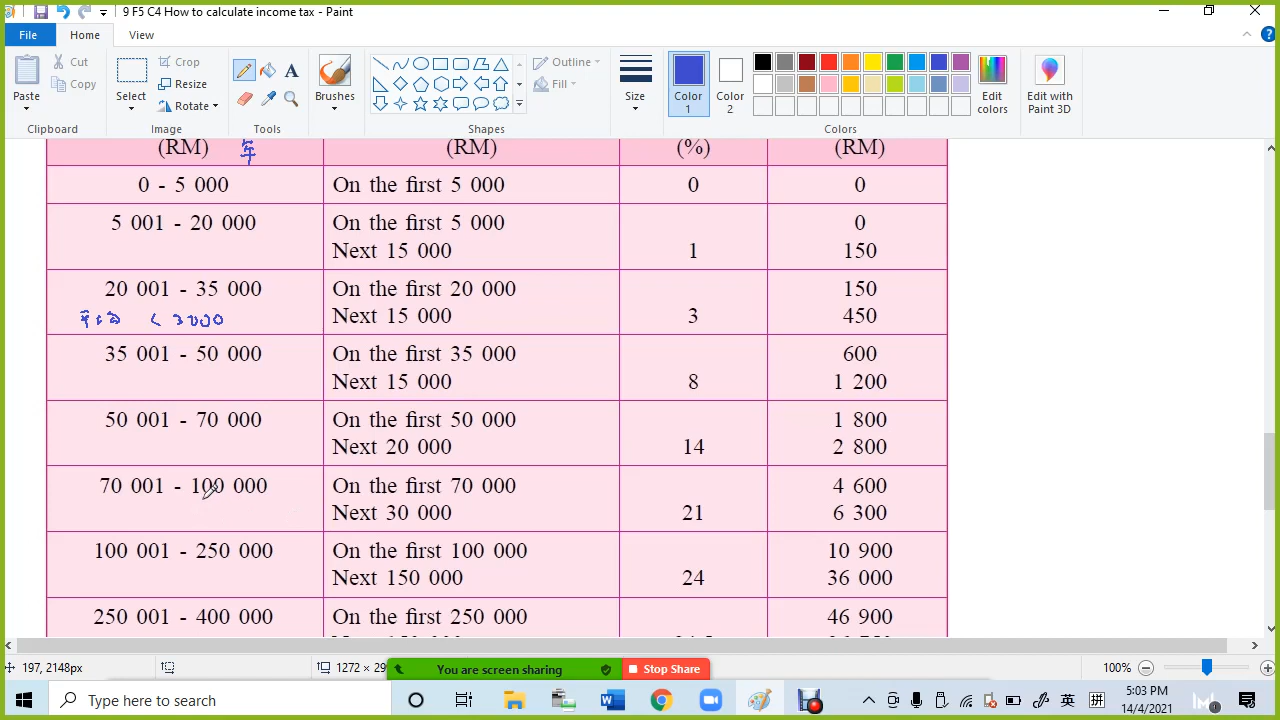 9 F5 C4 How to calculate income tax - Paint
File Home View
Paste Cut Copy Select Crop Resize Rotate Brushes Outline Fill Size Color 1 Color 2 Edit colors Edit with Paint 3D
Clipboard Image Tools Shapes Colors
(RM) 年 (RM) (%) (RM)
0 - 5 000 On the first 5 000 0 0
5 001 - 20 000 On the first 5 000 0
Next 15 000 1 150
20 001 - 35 000 On the first 20 000 150
< 3000 Next 15 000 3 450
35 001 - 50 000 On the first 35 000 600
Next 15 000 8 1 200
50 001 - 70 000 On the first 50 000 1 800
Next 20 000 14 2 800
70 001 - 100 000 On the first 70 000 4 600
Next 30 000 21 6 300
100 001 - 250 000 On the first 100 000 10 900
Next 150 000 24 36 000
250 001 - 400 000 On the first 250 000 46 900
197, 2148px 1272 × 29 You are screen sharing Stop Share 100%
Type here to search 英 拼 5:03 PM
14/4/2021